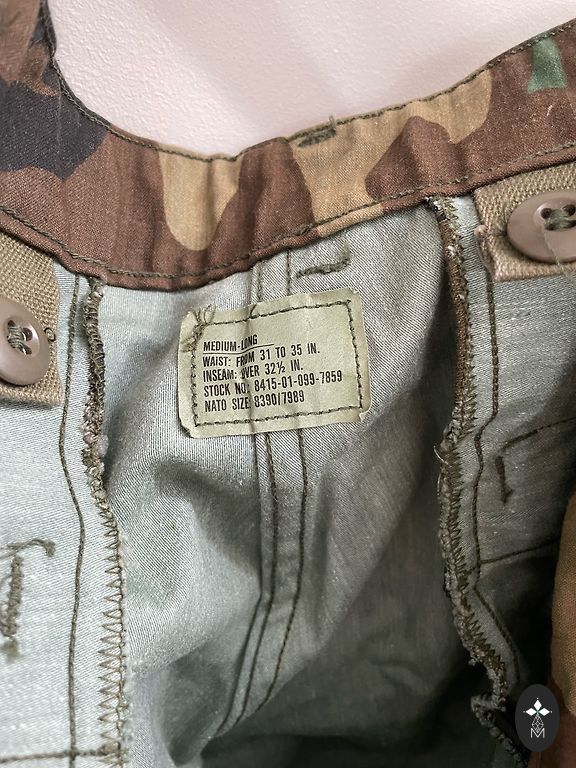 MEDIUM-LONG
WAIST: FROM 31 TO 35 IN.
INSEAM: OVER 32½ IN.
STOCK NO: 8415-01-099-7859
NATO SIZE: 8390/7989
M